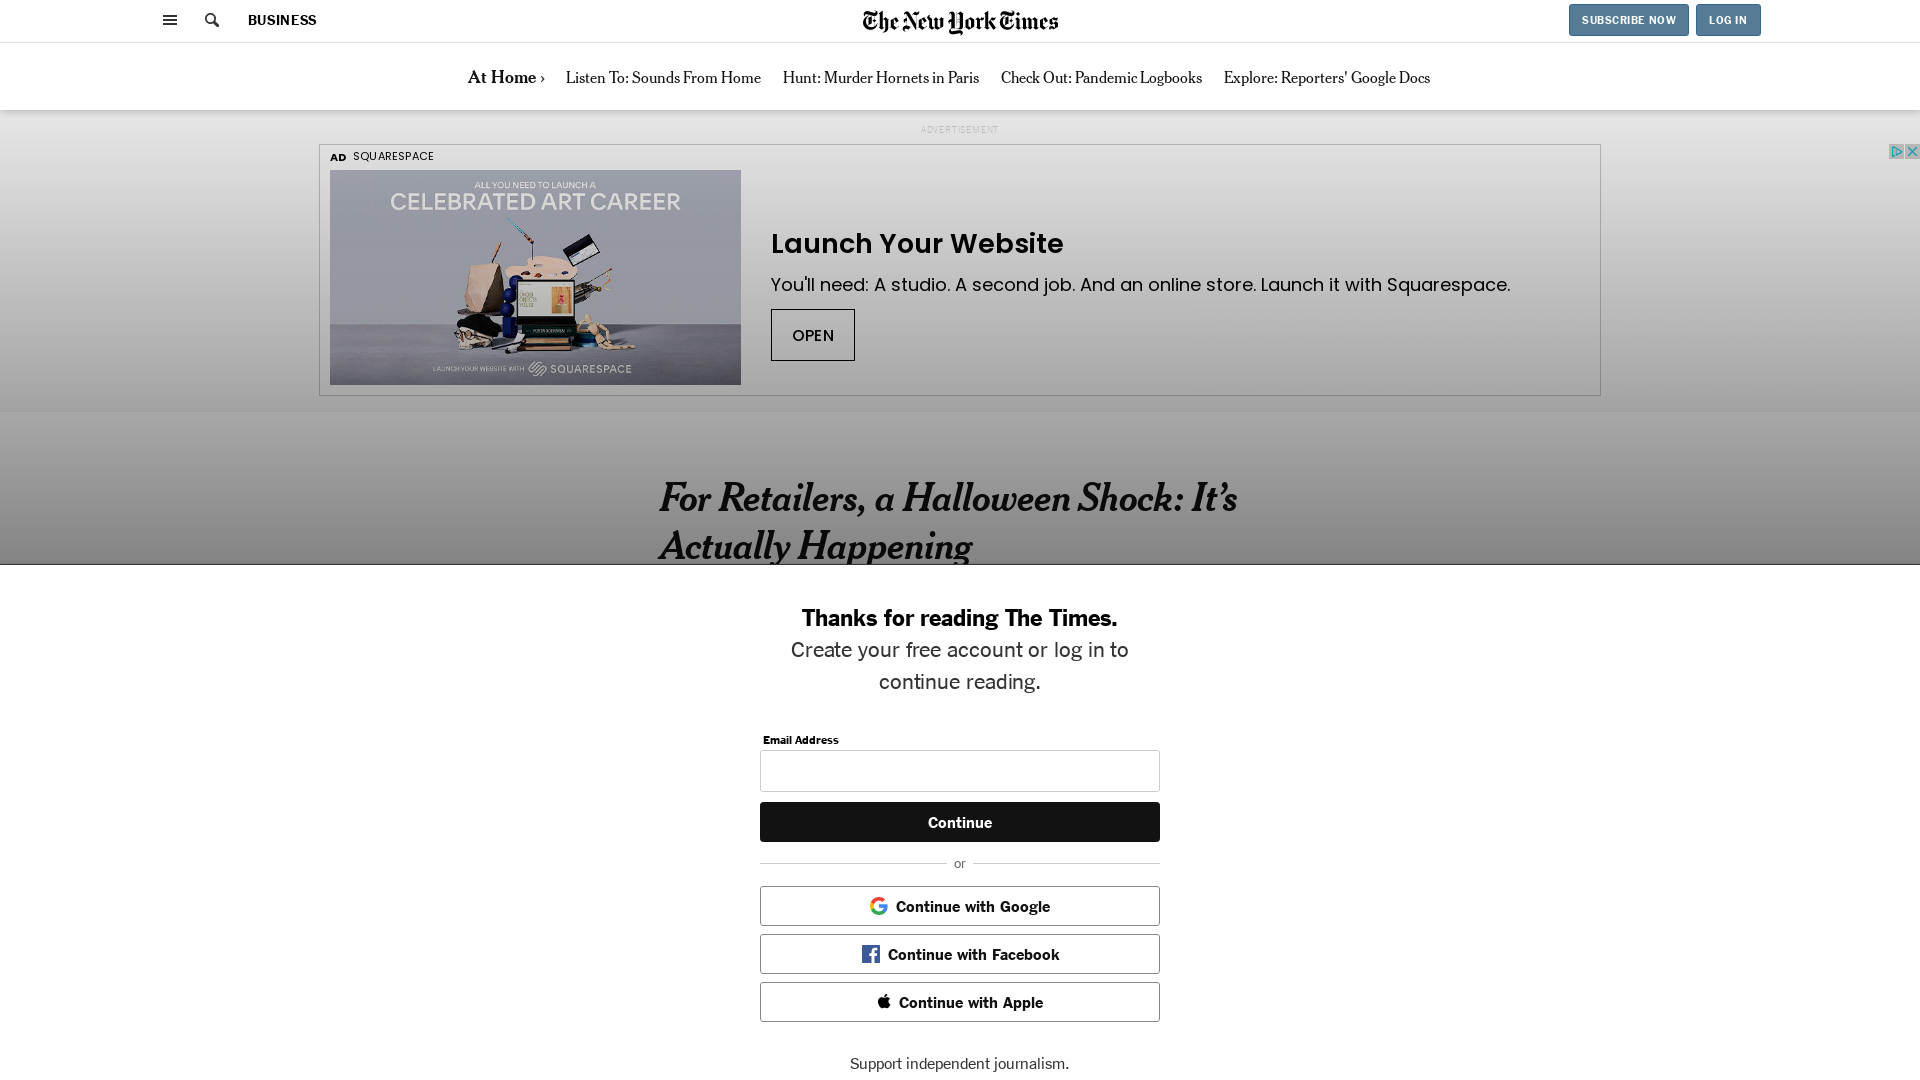 BUSINESS
The New York Times
SUBSCRIBE NOW
LOG IN
At Home ›
Listen To: Sounds From Home
Hunt: Murder Hornets in Paris
Check Out: Pandemic Logbooks
Explore: Reporters' Google Docs
ADVERTISEMENT
AD SQUARESPACE
ALL YOU NEED TO LAUNCH A
CELEBRATED ART CAREER
LAUNCH YOUR WEBSITE WITH SQUARESPACE
Launch Your Website
You'll need: A studio. A second job. And an online store. Launch it with Squarespace.
OPEN
For Retailers, a Halloween Shock: It’s
Actually Happening
Thanks for reading The Times.
Create your free account or log in to
continue reading.
Email Address
Continue
or
Continue with Google
Continue with Facebook
Continue with Apple
Support independent journalism.